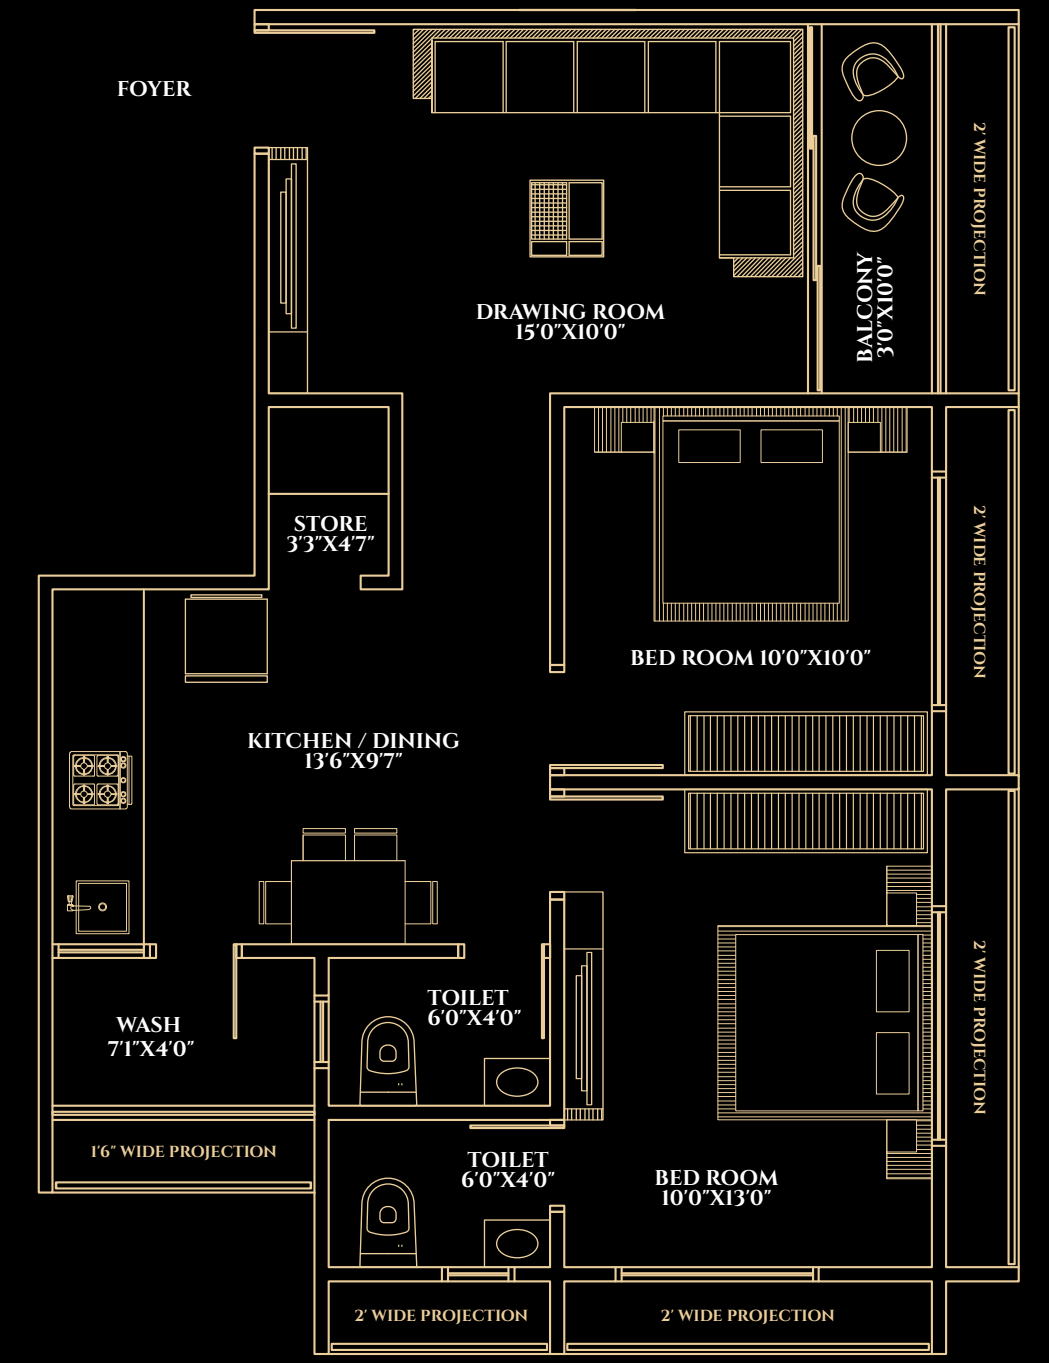 FOYER
2' WIDE PROJECTION
DRAWING ROOM
15'0"X10'0"
BALCONY
3'0"X10'0"
STORE
3'3"X4'7"
2' WIDE PROJECTION
BED ROOM 10'0"X10'0"
KITCHEN / DINING
13'6"X9'7"
TOILET
6'0"X4'0"
WASH
7'1"X4'0"
2' WIDE PROJECTION
1'6" WIDE PROJECTION
TOILET
6'0"X4'0"
BED ROOM
10'0"X13'0"
2' WIDE PROJECTION
2' WIDE PROJECTION